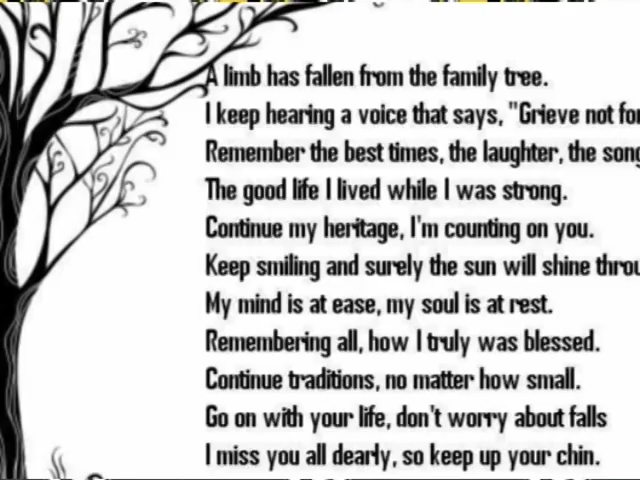 A limb has fallen from the family tree.
I keep hearing a voice that says, "Grieve not for
Remember the best times, the laughter, the song
The good life I lived while I was strong.
Continue my heritage, I'm counting on you.
Keep smiling and surely the sun will shine throu
My mind is at ease, my soul is at rest.
Remembering all, how I truly was blessed.
Continue traditions, no matter how small.
Go on with your life, don't worry about falls
I miss you all dearly, so keep up your chin.